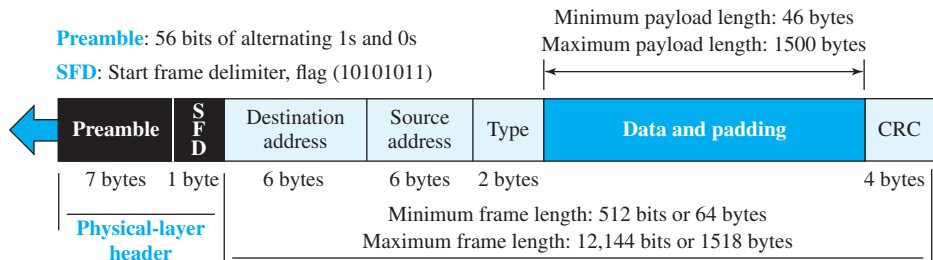 Minimum payload length: 46 bytes
Preamble: 56 bits of alternating 1s and 0s
Maximum payload length: 1500 bytes
SFD: Start frame delimiter, flag (10101011)
Preamble
S
F
D
Destination
address
Source
address
Type
Data and padding
CRC
7 bytes
1 byte
6 bytes
6 bytes
2 bytes
4 bytes
Physical-layer
header
Minimum frame length: 512 bits or 64 bytes
Maximum frame length: 12,144 bits or 1518 bytes